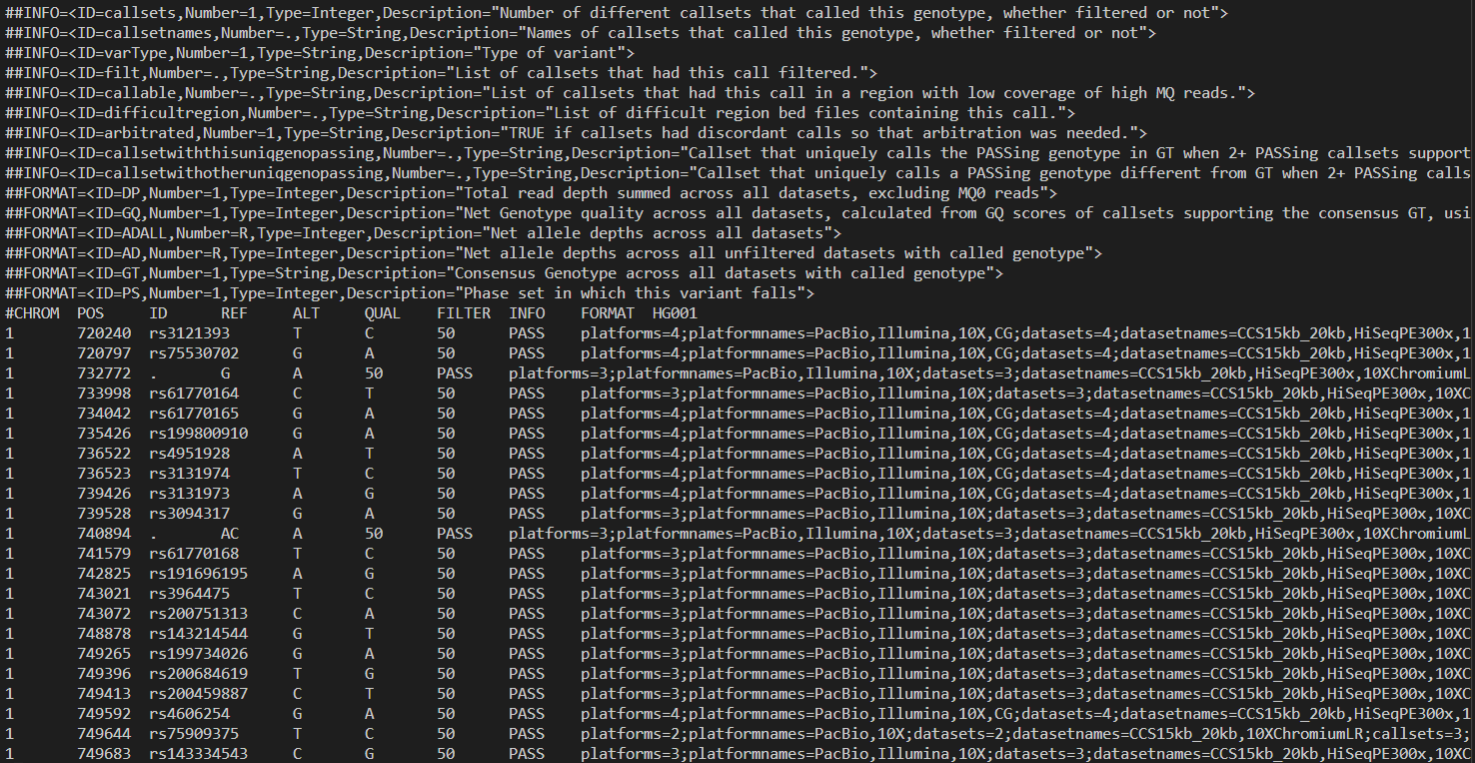 ##INFO=<ID=callsets,Number=1,Type=Integer,Description="Number of different callsets that called this genotype, whether filtered or not">
##INFO=<ID=callsetnames,Number=.,Type=String,Description="Names of callsets that called this genotype, whether filtered or not">
##INFO=<ID=varType,Number=1,Type=String,Description="Type of variant">
##INFO=<ID=filt,Number=.,Type=String,Description="List of callsets that had this call filtered.">
##INFO=<ID=callable,Number=.,Type=String,Description="List of callsets that had this call in a region with low coverage of high MQ reads.">
##INFO=<ID=difficultregion,Number=.,Type=String,Description="List of difficult region bed files containing this call.">
##INFO=<ID=arbitrated,Number=1,Type=String,Description="TRUE if callsets had discordant calls so that arbitration was needed.">
##INFO=<ID=callsetwiththisuniqgenopassing,Number=.,Type=String,Description="Callset that uniquely calls the PASSing genotype in GT when 2+ PASSing callsets support
##INFO=<ID=callsetwithotheruniqgenopassing,Number=.,Type=String,Description="Callset that uniquely calls a PASSing genotype different from GT when 2+ PASSing calls
##FORMAT=<ID=DP,Number=1,Type=Integer,Description="Total read depth summed across all datasets, excluding MQ0 reads">
##FORMAT=<ID=GQ,Number=1,Type=Integer,Description="Net Genotype quality across all datasets, calculated from GQ scores of callsets supporting the consensus GT, usi
##FORMAT=<ID=ADALL,Number=R,Type=Integer,Description="Net allele depths across all datasets">
##FORMAT=<ID=AD,Number=R,Type=Integer,Description="Net allele depths across all unfiltered datasets with called genotype">
##FORMAT=<ID=GT,Number=1,Type=String,Description="Consensus Genotype across all datasets with called genotype">
##FORMAT=<ID=PS,Number=1,Type=Integer,Description="Phase set in which this variant falls">
#CHROM POS ID REF ALT QUAL FILTER INFO FORMAT HG001
1 720240 rs3121393 T C 50 PASS platforms=4;platformnames=PacBio,Illumina,10X,CG;datasets=4;datasetnames=CCS15kb_20kb,HiSeqPE300x,1
1 720797 rs75530702 G A 50 PASS platforms=4;platformnames=PacBio,Illumina,10X,CG;datasets=4;datasetnames=CCS15kb_20kb,HiSeqPE300x,1
1 732772 . G A 50 PASS platforms=3;platformnames=PacBio,Illumina,10X;datasets=3;datasetnames=CCS15kb_20kb,HiSeqPE300x,10XChromiumL
1 733998 rs61770164 C T 50 PASS platforms=3;platformnames=PacBio,Illumina,10X;datasets=3;datasetnames=CCS15kb_20kb,HiSeqPE300x,10XC
1 734042 rs61770165 G A 50 PASS platforms=4;platformnames=PacBio,Illumina,10X,CG;datasets=4;datasetnames=CCS15kb_20kb,HiSeqPE300x,1
1 735426 rs199800910 G A 50 PASS platforms=4;platformnames=PacBio,Illumina,10X,CG;datasets=4;datasetnames=CCS15kb_20kb,HiSeqPE300x,1
1 736522 rs4951928 A T 50 PASS platforms=4;platformnames=PacBio,Illumina,10X,CG;datasets=4;datasetnames=CCS15kb_20kb,HiSeqPE300x,1
1 736523 rs3131974 T C 50 PASS platforms=4;platformnames=PacBio,Illumina,10X,CG;datasets=4;datasetnames=CCS15kb_20kb,HiSeqPE300x,1
1 739426 rs3131973 A G 50 PASS platforms=4;platformnames=PacBio,Illumina,10X,CG;datasets=4;datasetnames=CCS15kb_20kb,HiSeqPE300x,1
1 739528 rs3094317 G A 50 PASS platforms=3;platformnames=PacBio,Illumina,10X;datasets=3;datasetnames=CCS15kb_20kb,HiSeqPE300x,10XC
1 740894 . AC A 50 PASS platforms=3;platformnames=PacBio,Illumina,10X;datasets=3;datasetnames=CCS15kb_20kb,HiSeqPE300x,10XChromiumL
1 741579 rs61770168 T C 50 PASS platforms=3;platformnames=PacBio,Illumina,10X;datasets=3;datasetnames=CCS15kb_20kb,HiSeqPE300x,10XC
1 742825 rs191696195 A G 50 PASS platforms=3;platformnames=PacBio,Illumina,10X;datasets=3;datasetnames=CCS15kb_20kb,HiSeqPE300x,10XC
1 743021 rs3964475 T C 50 PASS platforms=3;platformnames=PacBio,Illumina,10X;datasets=3;datasetnames=CCS15kb_20kb,HiSeqPE300x,10XC
1 743072 rs200751313 C A 50 PASS platforms=3;platformnames=PacBio,Illumina,10X;datasets=3;datasetnames=CCS15kb_20kb,HiSeqPE300x,10XC
1 748878 rs143214544 G T 50 PASS platforms=3;platformnames=PacBio,Illumina,10X;datasets=3;datasetnames=CCS15kb_20kb,HiSeqPE300x,10XC
1 749265 rs199734026 G A 50 PASS platforms=3;platformnames=PacBio,Illumina,10X;datasets=3;datasetnames=CCS15kb_20kb,HiSeqPE300x,10XC
1 749396 rs200684619 T G 50 PASS platforms=3;platformnames=PacBio,Illumina,10X;datasets=3;datasetnames=CCS15kb_20kb,HiSeqPE300x,10XC
1 749413 rs200459887 C T 50 PASS platforms=3;platformnames=PacBio,Illumina,10X;datasets=3;datasetnames=CCS15kb_20kb,HiSeqPE300x,10XC
1 749592 rs4606254 G A 50 PASS platforms=4;platformnames=PacBio,Illumina,10X,CG;datasets=4;datasetnames=CCS15kb_20kb,HiSeqPE300x,1
1 749644 rs75909375 T C 50 PASS platforms=2;platformnames=PacBio,10X;datasets=2;datasetnames=CCS15kb_20kb,10XChromiumLR;callsets=3;
1 749683 rs143334543 C G 50 PASS platforms=3;platformnames=PacBio,Illumina,10X;datasets=3;datasetnames=CCS15kb_20kb,HiSeqPE300x,10XC